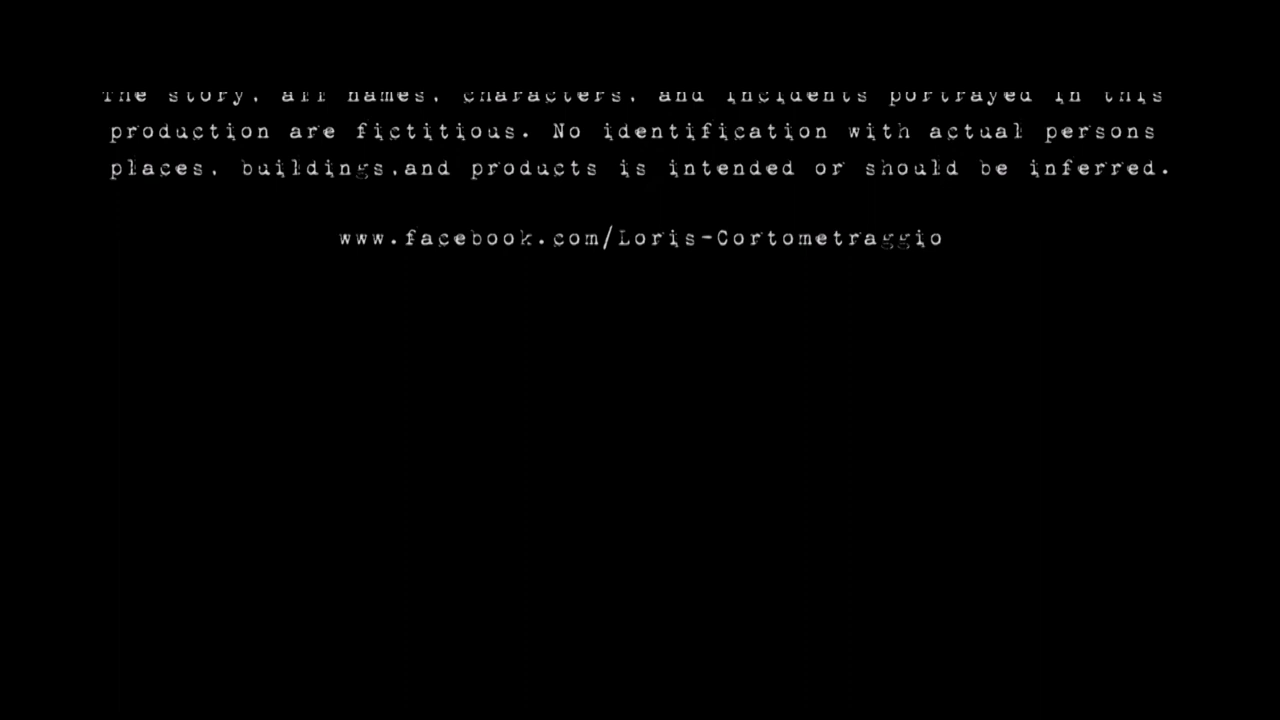 The story, all names, characters, and incidents portrayed in this
production are fictitious. No identification with actual persons
places, buildings,and products is intended or should be inferred.
www.facebook.com/Loris-Cortometraggio